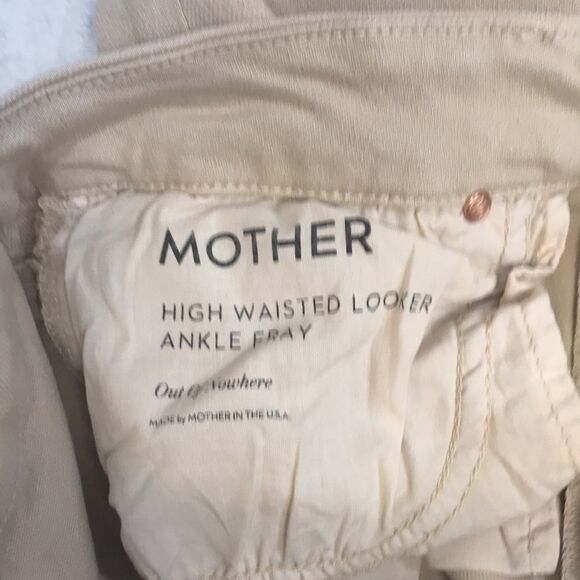 MOTHER
HIGH WAISTED LOOKER
ANKLE FRAY
Out of Nowhere
MADE by MOTHER IN THE U.S.A.